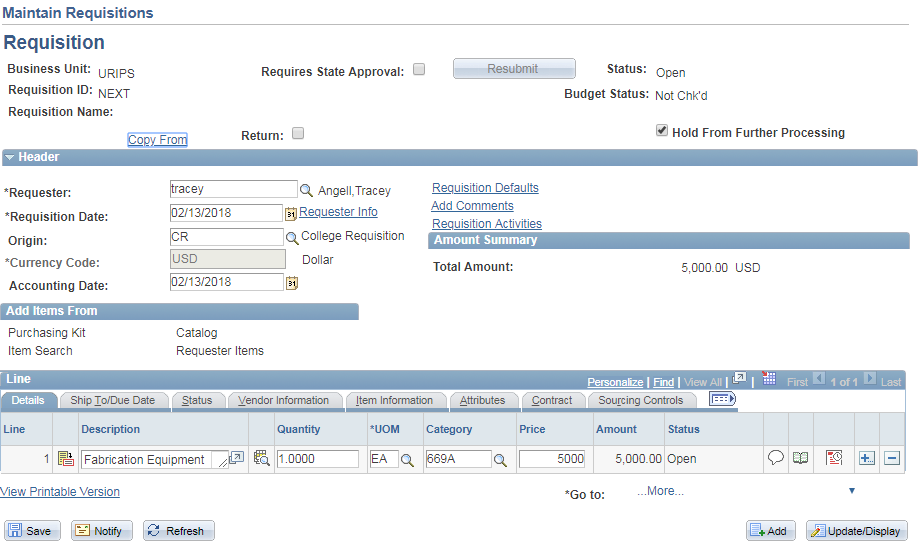 Maintain Requisitions
Requisition
Business Unit: URIPS Requires State Approval: Resubmit Status: Open
Requisition ID: NEXT Budget Status: Not Chk'd
Requisition Name:
Copy From Return: Hold From Further Processing
Header
*Requester: tracey Angell,Tracey Requisition Defaults
*Requisition Date: 02/13/2018 31 Requester Info Add Comments
Origin: CR College Requisition Requisition Activities
Amount Summary
*Currency Code: USD Dollar Total Amount: 5,000.00 USD
Accounting Date: 02/13/2018 31
Add Items From
Purchasing Kit Catalog
Item Search Requester Items
Line Personalize | Find | View All | | First 1 of 1 Last
Details Ship To/Due Date Status Vendor Information Item Information Attributes Contract Sourcing Controls
Line Description Quantity *UOM Category Price Amount Status
1 Fabrication Equipment 1.0000 EA 669A 5000 5,000.00 Open
View Printable Version *Go to: ...More...
Save Notify Refresh Add Update/Display